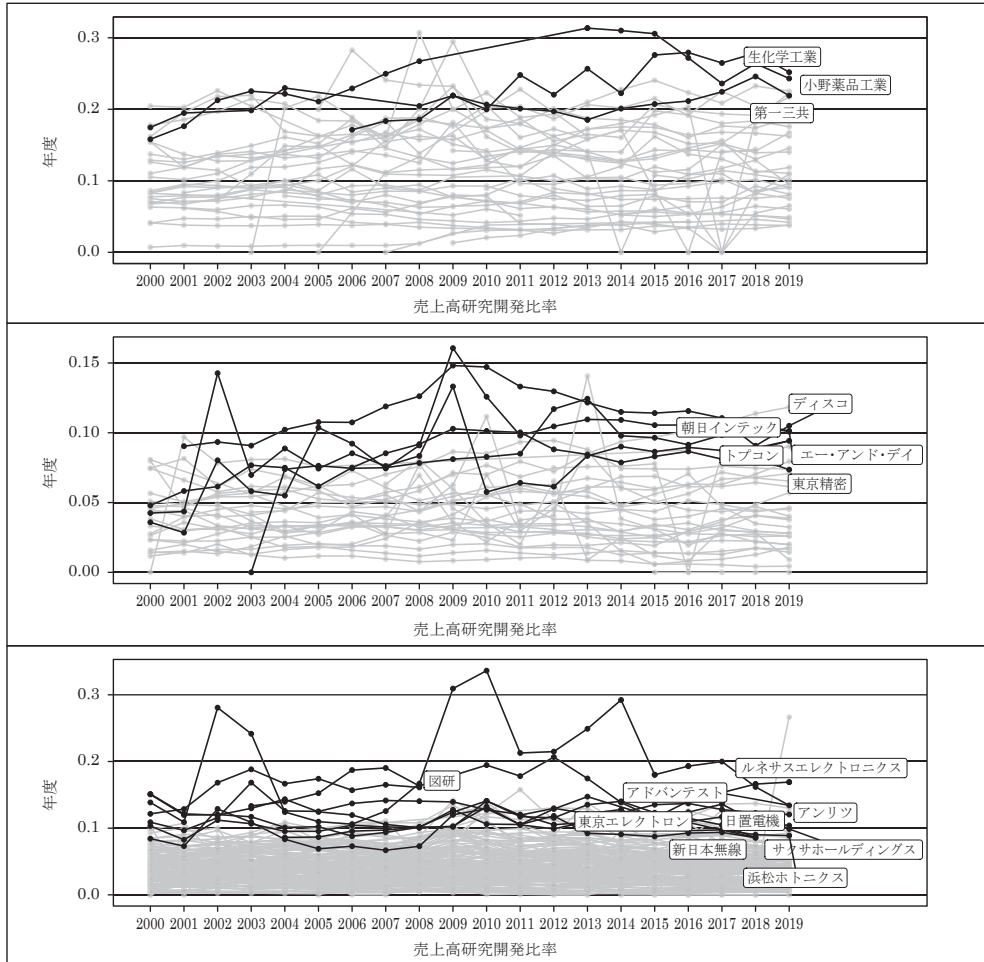 0.3
0.2
0.1
0.0
年度
生化学工業
小野薬品工業
第一三共
2000 2001 2002 2003 2004 2005 2006 2007 2008 2009 2010 2011 2012 2013 2014 2015 2016 2017 2018 2019
売上高研究開発比率
0.15
0.10
0.05
0.00
年度
ディスコ
朝日インテック
トプコン
エー・アンド・デイ
東京精密
2000 2001 2002 2003 2004 2005 2006 2007 2008 2009 2010 2011 2012 2013 2014 2015 2016 2017 2018 2019
売上高研究開発比率
0.3
0.2
0.1
0.0
年度
図研
ルネサスエレクトロニクス
アドバンテスト
アンリツ
東京エレクトロン
日置電機
新日本無線
サクサホールディングス
浜松ホトニクス
2000 2001 2002 2003 2004 2005 2006 2007 2008 2009 2010 2011 2012 2013 2014 2015 2016 2017 2018 2019
売上高研究開発比率